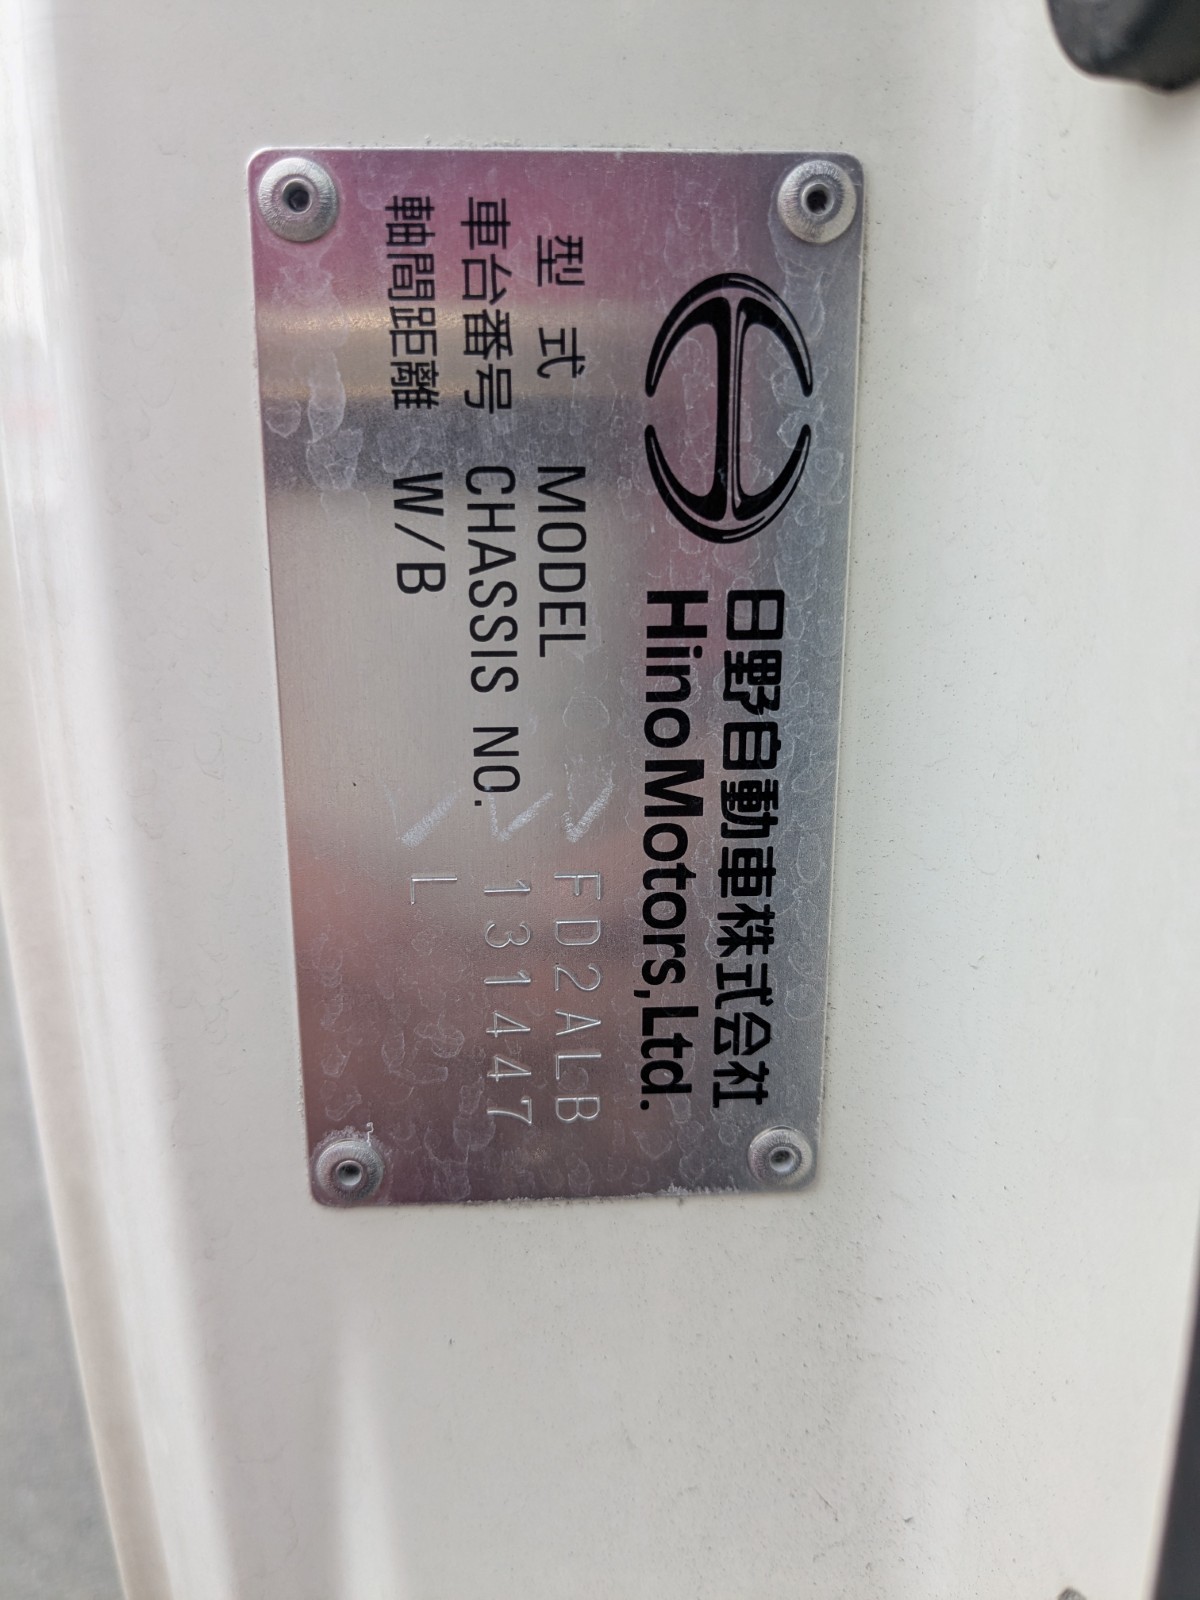 日野自動車株式会社
Hino Motors, Ltd.
型式 MODEL FD2ALB
車台番号 CHASSIS NO. 131447
軸間距離 W/B L